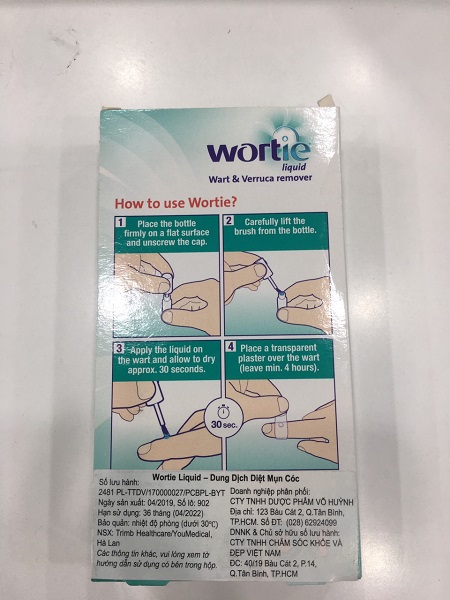 wortie
liquid
Wart & Verruca remover
How to use Wortie?
1
Place the bottle
firmly on a flat surface
and unscrew the cap.
2
Carefully lift the
brush from the bottle.
3
Apply the liquid on
the wart and allow to dry
approx. 30 seconds.
4
Place a transparent
plaster over the wart
(leave min. 4 hours).
30 sec.
Wortie Liquid – Dung Dịch Diệt Mụn Cóc
Số lưu hành:
2481 PL-TTDV/170000027/PCBPL-BYT
Ngày sản xuất: 04/2019, Số lô: 902
Hạn sử dụng: 36 tháng (04/2022)
Bảo quản: nhiệt độ phòng (dưới 30°C)
NSX: Trimb Healthcare/YouMedical,
Hà Lan
Các thông tin khác, vui lòng xem tờ
hướng dẫn sử dụng có bên trong hộp.
Doanh nghiệp phân phối:
CTY TNHH DƯỢC PHẨM VÕ HUỲNH
Địa chỉ: 123 Bàu Cát 2, Q.Tân Bình,
TP.HCM. Số ĐT: (028) 62924099
DNNK & Chủ sở hữu số lưu hành:
CTY TNHH CHĂM SÓC KHỎE VÀ
ĐẸP VIỆT NAM
ĐC: 40/19 Bàu Cát 2, P.14,
Q.Tân Bình, TP.HCM